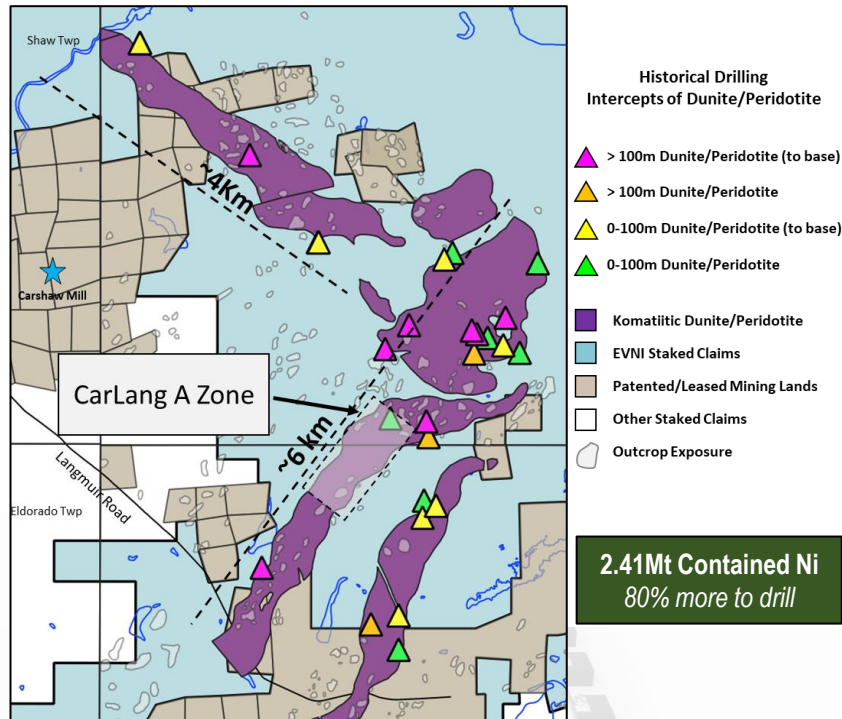 Shaw Twp
~4Km
Carshaw Mill
CarLang A Zone
~6 km
Langmuir Road
Eldorado Twp
Historical Drilling
Intercepts of Dunite/Peridotite
> 100m Dunite/Peridotite (to base)
> 100m Dunite/Peridotite
0-100m Dunite/Peridotite (to base)
0-100m Dunite/Peridotite
Komatiitic Dunite/Peridotite
EVNI Staked Claims
Patented/Leased Mining Lands
Other Staked Claims
Outcrop Exposure
2.41Mt Contained Ni
80% more to drill